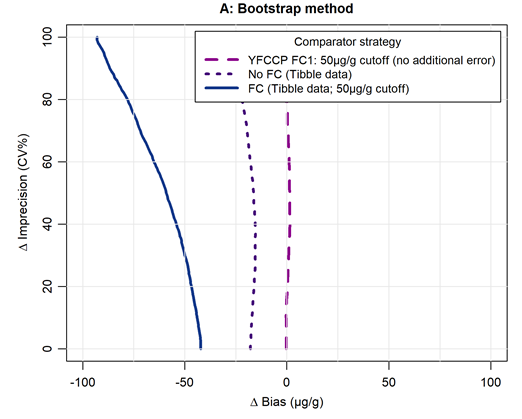 A: Bootstrap method
Comparator strategy
YFCCP FC1: 50µg/g cutoff (no additional error)
No FC (Tibble data)
FC (Tibble data; 50µg/g cutoff)
Δ Imprecision (CV%)
100
80
60
40
20
0
-100 -50 0 50 100
Δ Bias (µg/g)